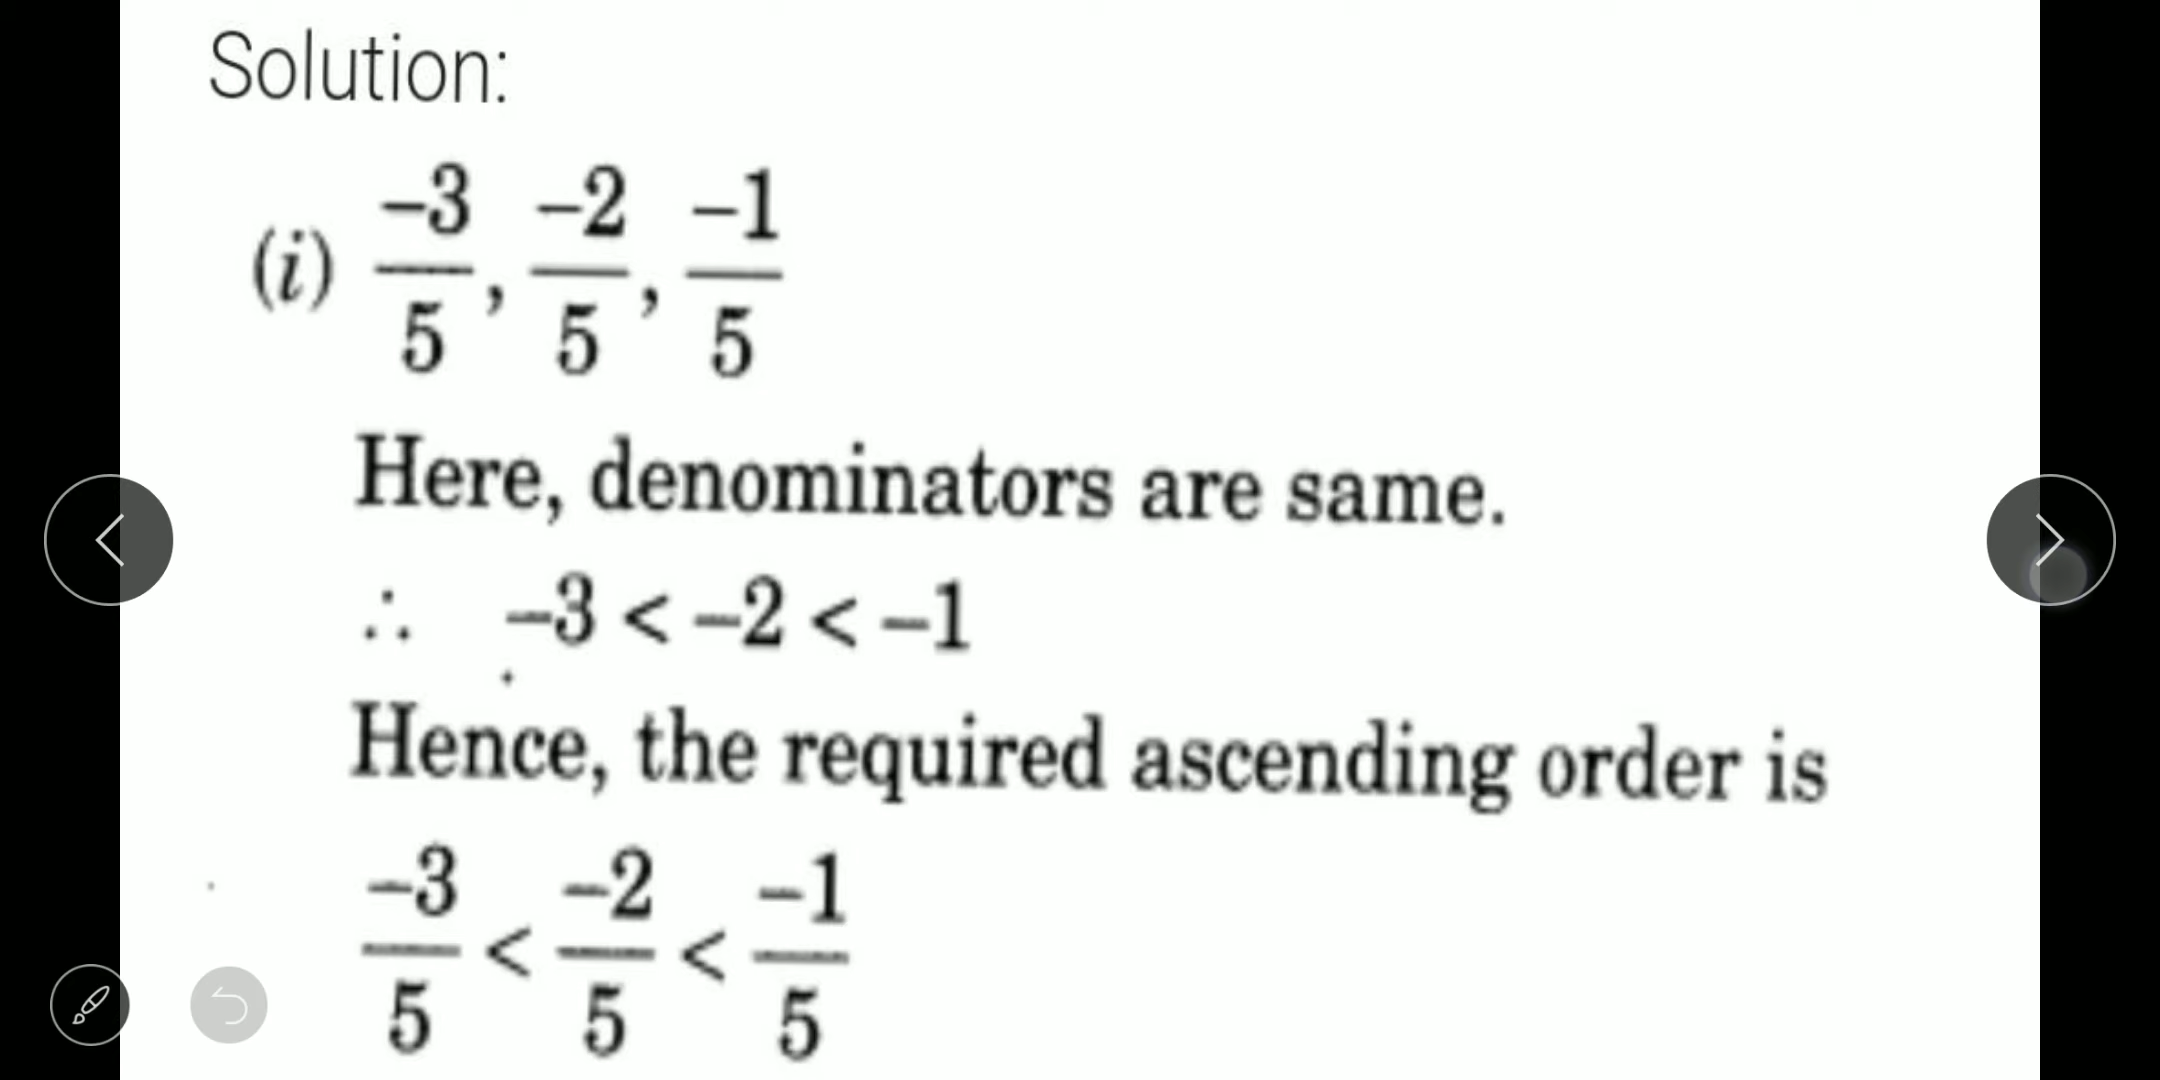 Solution:
(i) −3/5, −2/5, −1/5
Here, denominators are same.
∴ −3 < −2 < −1
Hence, the required ascending order is
−3/5 < −2/5 < −1/5